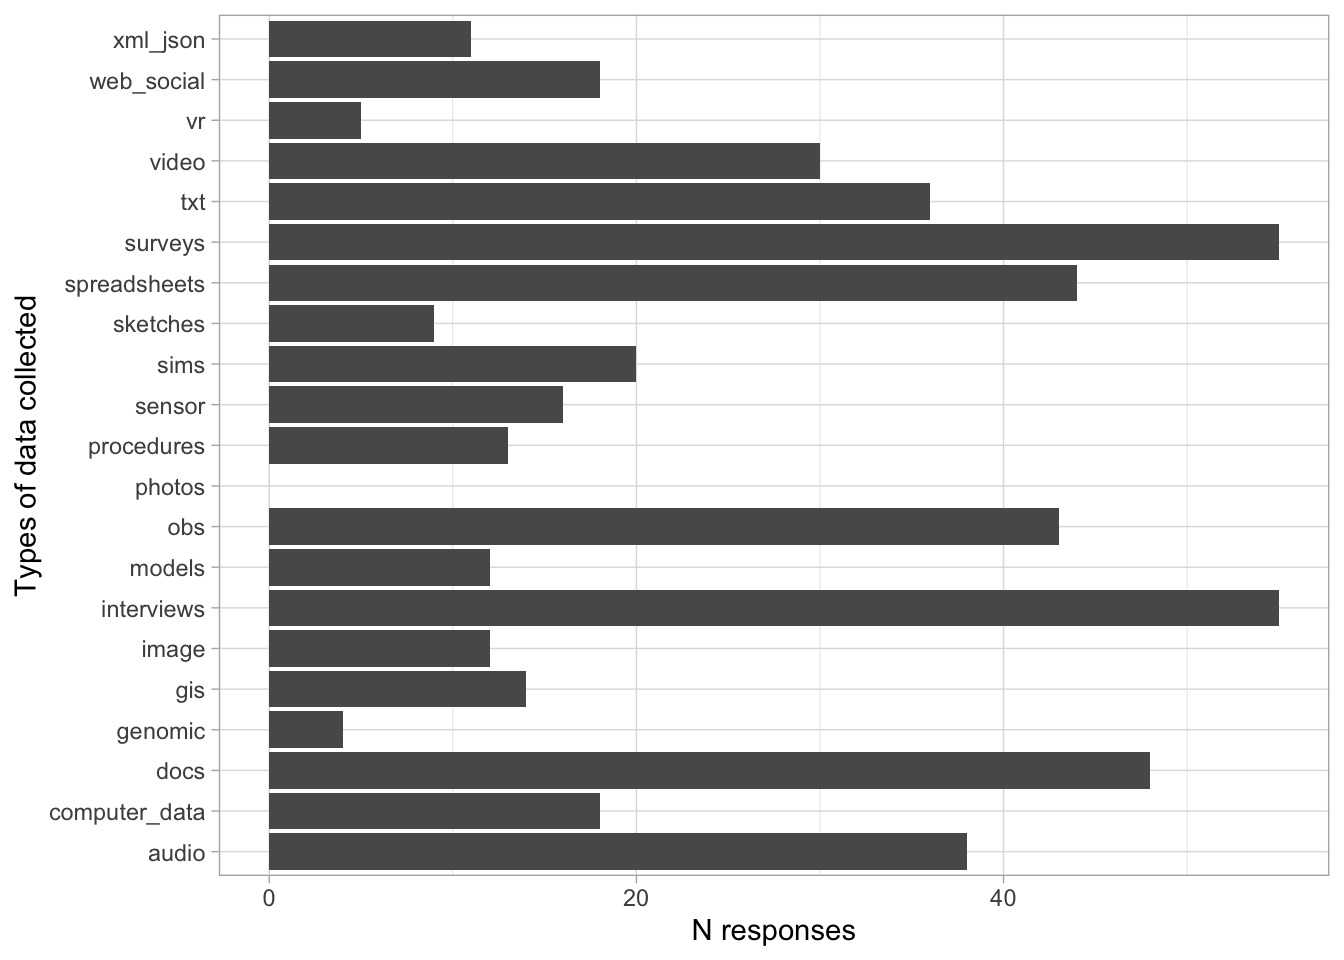 xml_json
web_social
vr
video
txt
surveys
spreadsheets
sketches
sims
sensor
procedures
photos
obs
models
interviews
image
gis
genomic
docs
computer_data
audio
Types of data collected
0 20 40
N responses